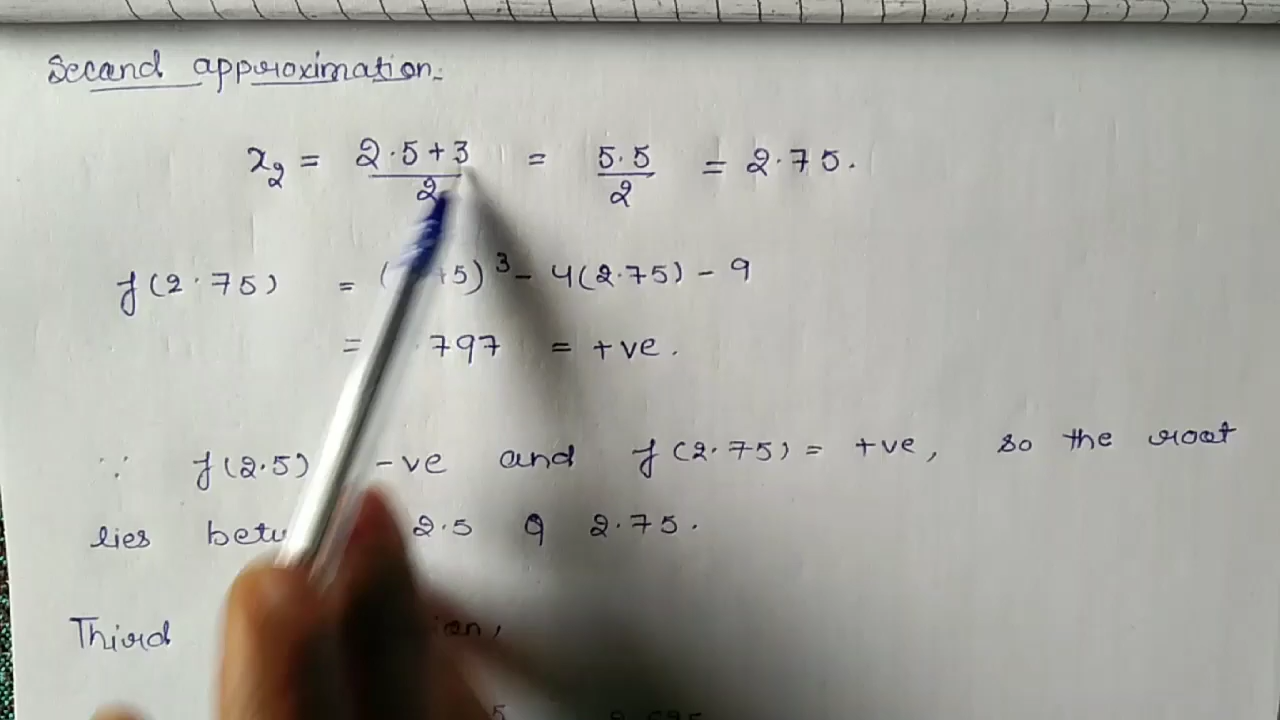 Second approximation.
x₂ = 2.5+3/2 = 5.5/2 = 2.75.
f(2.75) = ( 5)³ - 4(2.75) - 9
= .797 = +ve.
∵ f(2.5) -ve and f(2.75) = +ve, so the root
lies 2.5 & 2.75.
Third